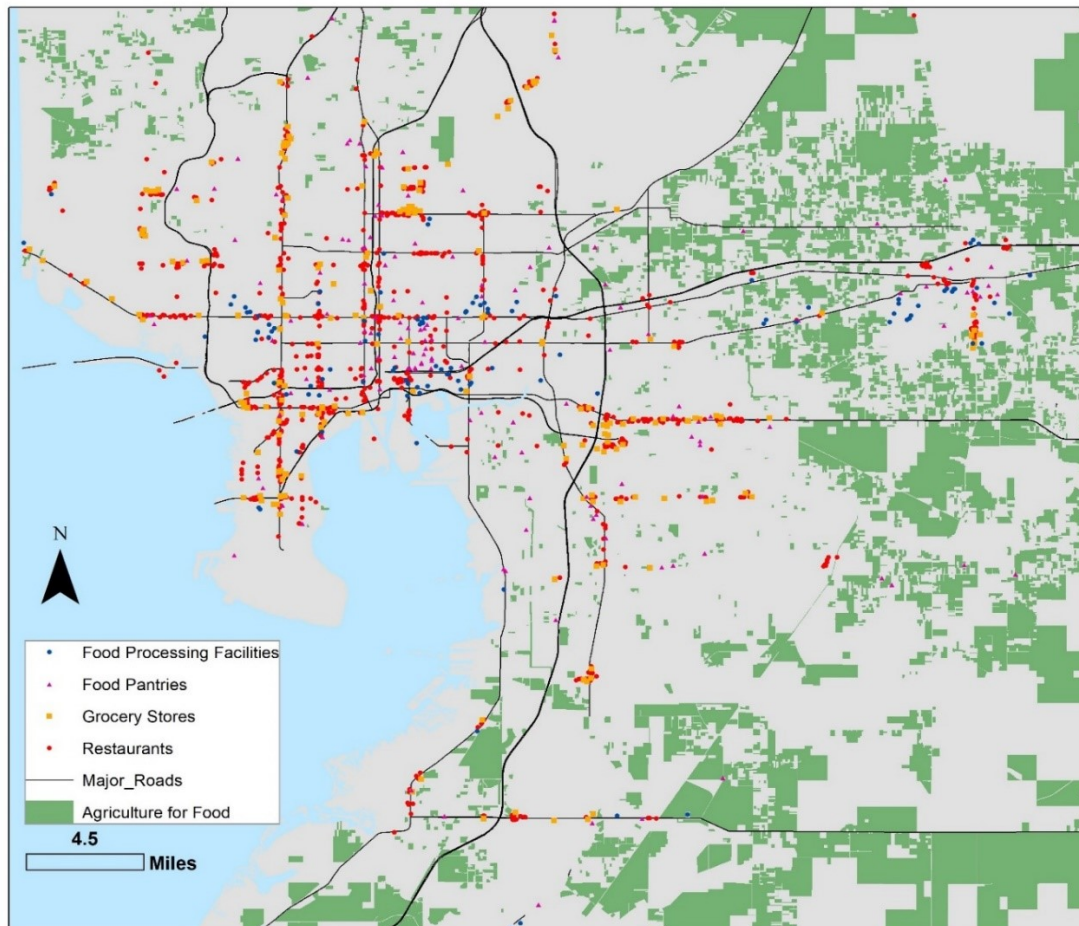 N
Food Processing Facilities
Food Pantries
Grocery Stores
Restaurants
Major_Roads
Agriculture for Food
4.5
Miles